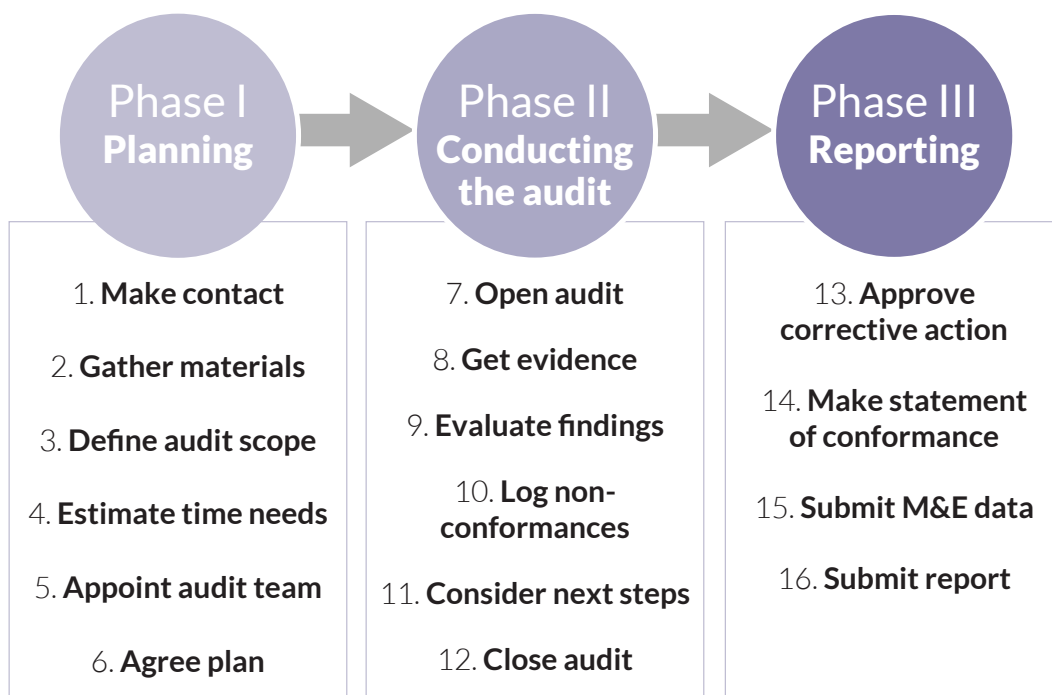 Phase I
Planning
1. Make contact
2. Gather materials
3. Define audit scope
4. Estimate time needs
5. Appoint audit team
6. Agree plan
Phase II
Conducting
the audit
7. Open audit
8. Get evidence
9. Evaluate findings
10. Log non-
conformances
11. Consider next steps
12. Close audit
Phase III
Reporting
13. Approve
corrective action
14. Make statement
of conformance
15. Submit M&E data
16. Submit report